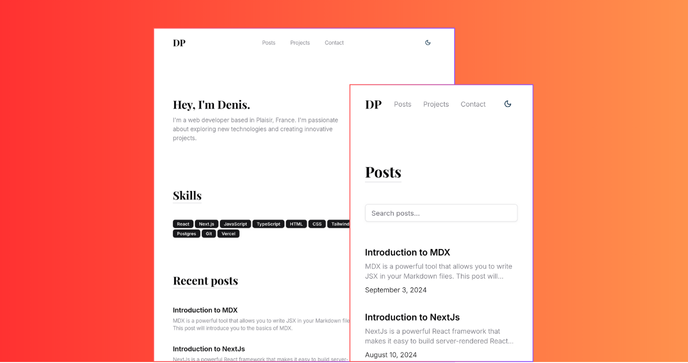 DP
Posts Projects Contact
Hey, I'm Denis.
I'm a web developer based in Plaisir, France. I'm passionate
about exploring new technologies and creating innovative
projects.
Skills
React Next.js JavaScript TypeScript HTML CSS Tailwind
Postgres Git Vercel
Recent posts
Introduction to MDX
MDX is a powerful tool that allows you to write JSX in your Markdown file
This post will introduce you to the basics of MDX.
Introduction to NextJs
NextJs is a powerful React framework that makes it easy to build server-
DP Posts Projects Contact
Posts
Search posts...
Introduction to MDX
MDX is a powerful tool that allows you to write
JSX in your Markdown files. This post will...
September 3, 2024
Introduction to NextJs
NextJs is a powerful React framework that
makes it easy to build server-rendered React...
August 10, 2024